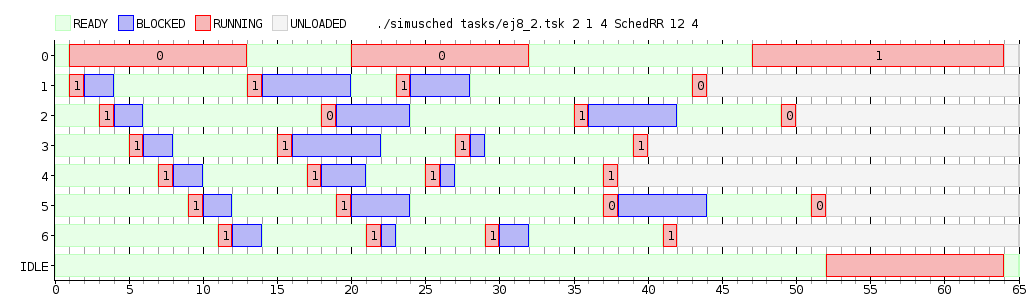 READY BLOCKED RUNNING UNLOADED ./simusched tasks/ej8_2.tsk 2 1 4 SchedRR 12 4
0 0 0 1
1 1 1 1 0
2 1 0 1 0
3 1 1 1 1
4 1 1 1 1
5 1 1 0 0
6 1 1 1 1
IDLE
0 5 10 15 20 25 30 35 40 45 50 55 60 65